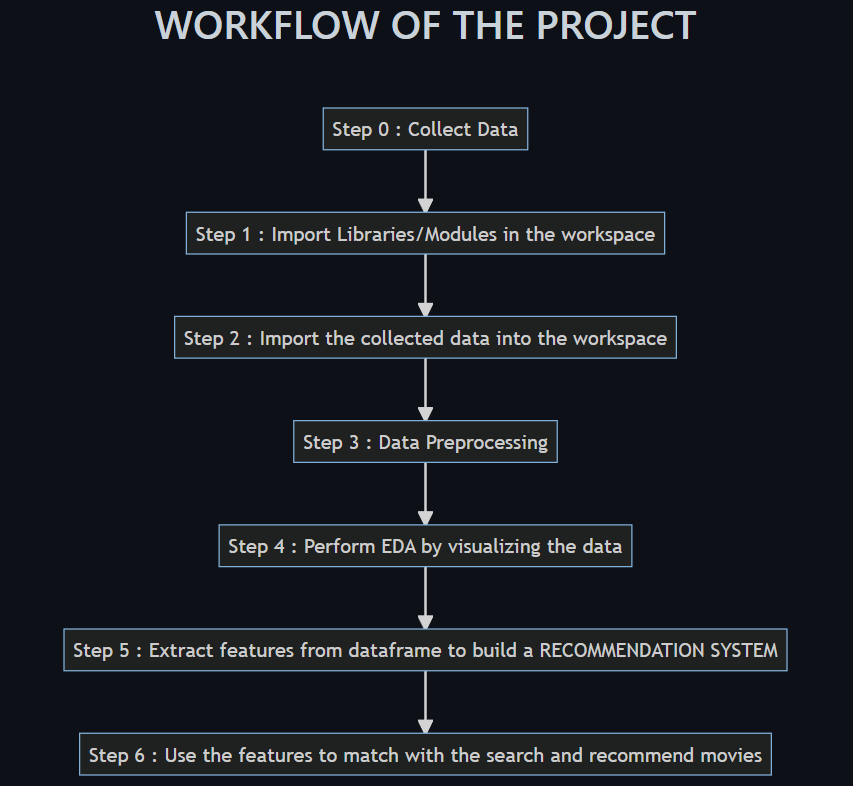 WORKFLOW OF THE PROJECT
Step 0 : Collect Data
Step 1 : Import Libraries/Modules in the workspace
Step 2 : Import the collected data into the workspace
Step 3 : Data Preprocessing
Step 4 : Perform EDA by visualizing the data
Step 5 : Extract features from dataframe to build a RECOMMENDATION SYSTEM
Step 6 : Use the features to match with the search and recommend movies